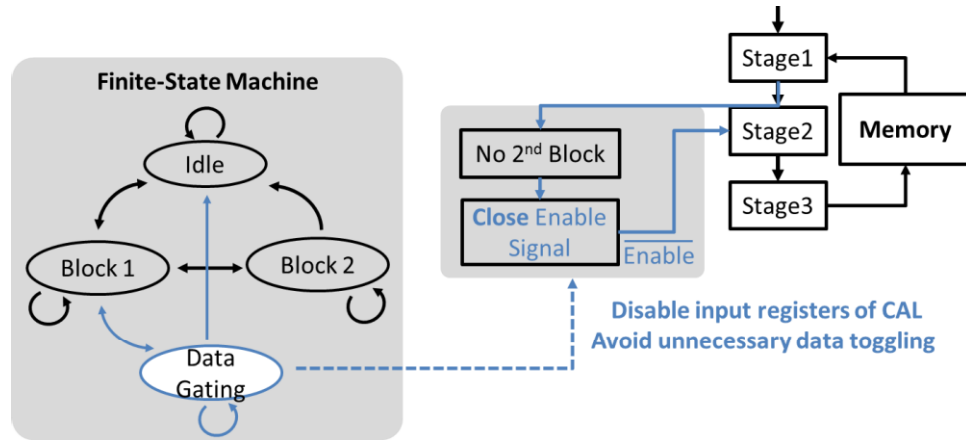 Finite-State Machine
Idle
Block 1
Block 2
Data
Gating
No 2nd Block
Close Enable
Signal
Enable
Stage1
Stage2
Stage3
Memory
Disable input registers of CAL
Avoid unnecessary data toggling